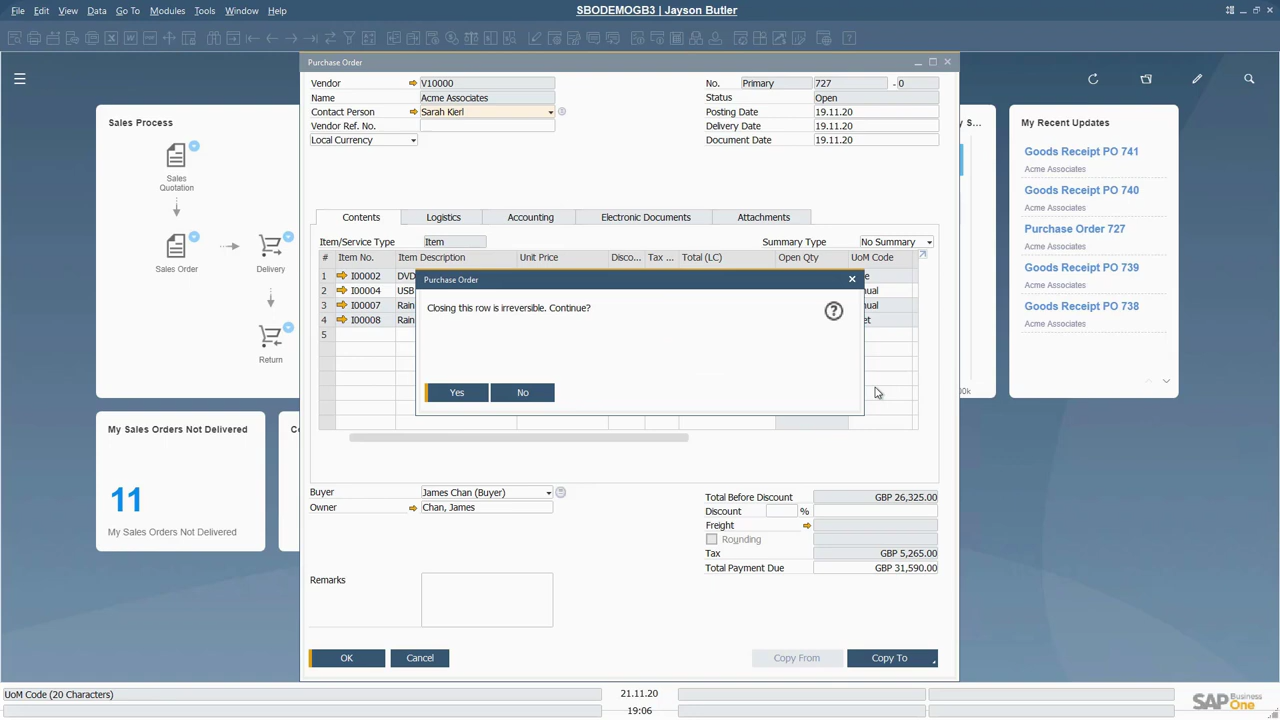 SBODEMOGB3 | Jayson Butler
File Edit View Data Go To Modules Tools Window Help
Purchase Order
Vendor V10000
Name Acme Associates
Contact Person Sarah Kierl
Vendor Ref. No.
Local Currency
No. Primary 727 - 0
Status Open
Posting Date 19.11.20
Delivery Date 19.11.20
Document Date 19.11.20
Contents Logistics Accounting Electronic Documents Attachments
Item/Service Type Item
Summary Type No Summary
# Item No. Item Description Unit Price Disco... Tax ... Total (LC) Open Qty UoM Code
1 I00002 DVD
2 I00004 USB
3 I00007 Rain
4 I00008 Rain
5
Purchase Order
Closing this row is irreversible. Continue?
Yes No
Buyer James Chan (Buyer)
Owner Chan, James
Remarks
Total Before Discount GBP 26,325.00
Discount %
Freight
Rounding
Tax GBP 5,265.00
Total Payment Due GBP 31,590.00
OK Cancel
Copy From Copy To
Sales Process
Sales
Quotation
Sales Order
Delivery
Return
My Sales Orders Not Delivered
11
My Sales Orders Not Delivered
y S...
00k
My Recent Updates
Goods Receipt PO 741
Acme Associates
Goods Receipt PO 740
Acme Associates
Purchase Order 727
Acme Associates
Goods Receipt PO 739
Acme Associates
Goods Receipt PO 738
Acme Associates
UoM Code (20 Characters)
21.11.20
19:06
SAP Business One